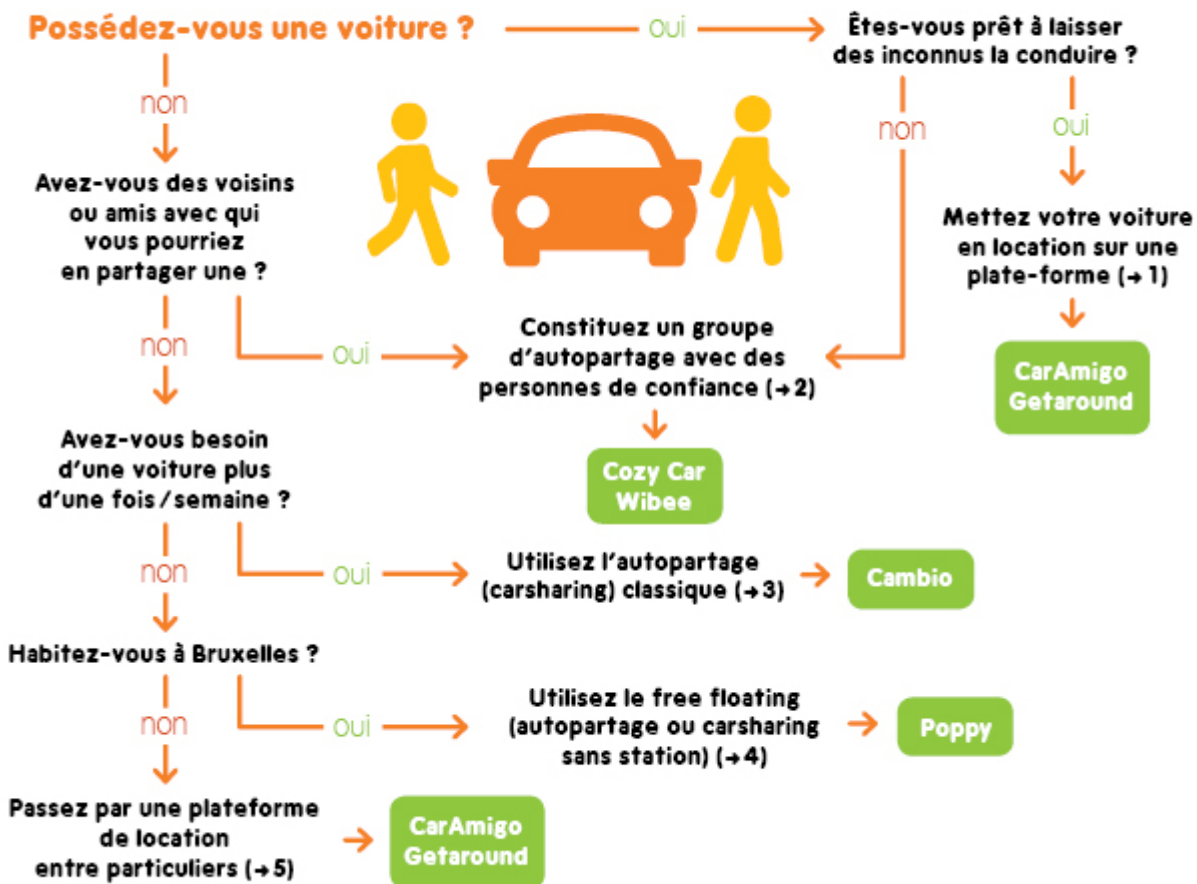 Possédez-vous une voiture ?
oui
Êtes-vous prêt à laisser
des inconnus la conduire ?
non
non
oui
Avez-vous des voisins
ou amis avec qui
vous pourriez
en partager une ?
Mettez votre voiture
en location sur une
plate-forme (→1)
non
oui
Constituez un groupe
d'autopartage avec des
personnes de confiance (→2)
CarAmigo
Getaround
Avez-vous besoin
d'une voiture plus
d'une fois/semaine ?
Cozy Car
Wibee
non
oui
Utilisez l'autopartage
(carsharing) classique (→3)
Cambio
Habitez-vous à Bruxelles ?
non
oui
Utilisez le free floating
(autopartage ou carsharing
sans station) (→4)
Poppy
Passez par une plateforme
de location
entre particuliers (→5)
CarAmigo
Getaround